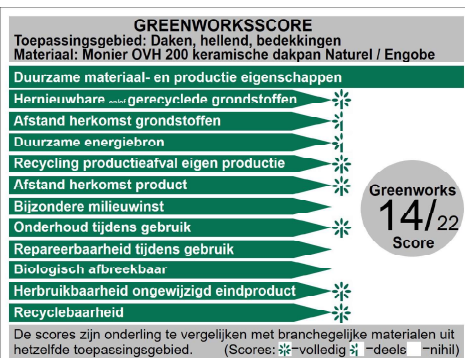 GREENWORKSSCORE
Toepassingsgebied: Daken, hellend, bedekkingen
Materiaal: Monier OVH 200 keramische dakpan Naturel / Engobe
Duurzame materiaal- en productie eigenschappen
Hernieuwbare en/of gerecyclede grondstoffen
Afstand herkomst grondstoffen
Duurzame energiebron
Recycling productieafval eigen productie
Afstand herkomst product
Bijzondere milieuwinst
Onderhoud tijdens gebruik
Repareerbaarheid tijdens gebruik
Biologisch afbreekbaar
Herbruikbaarheid ongewijzigd eindproduct
Recyclebaarheid
Greenworks
14/22
Score
De scores zijn onderling te vergelijken met branchegelijke materialen uit
hetzelfde toepassingsgebied. (Scores: =volledig =deels =nihil)